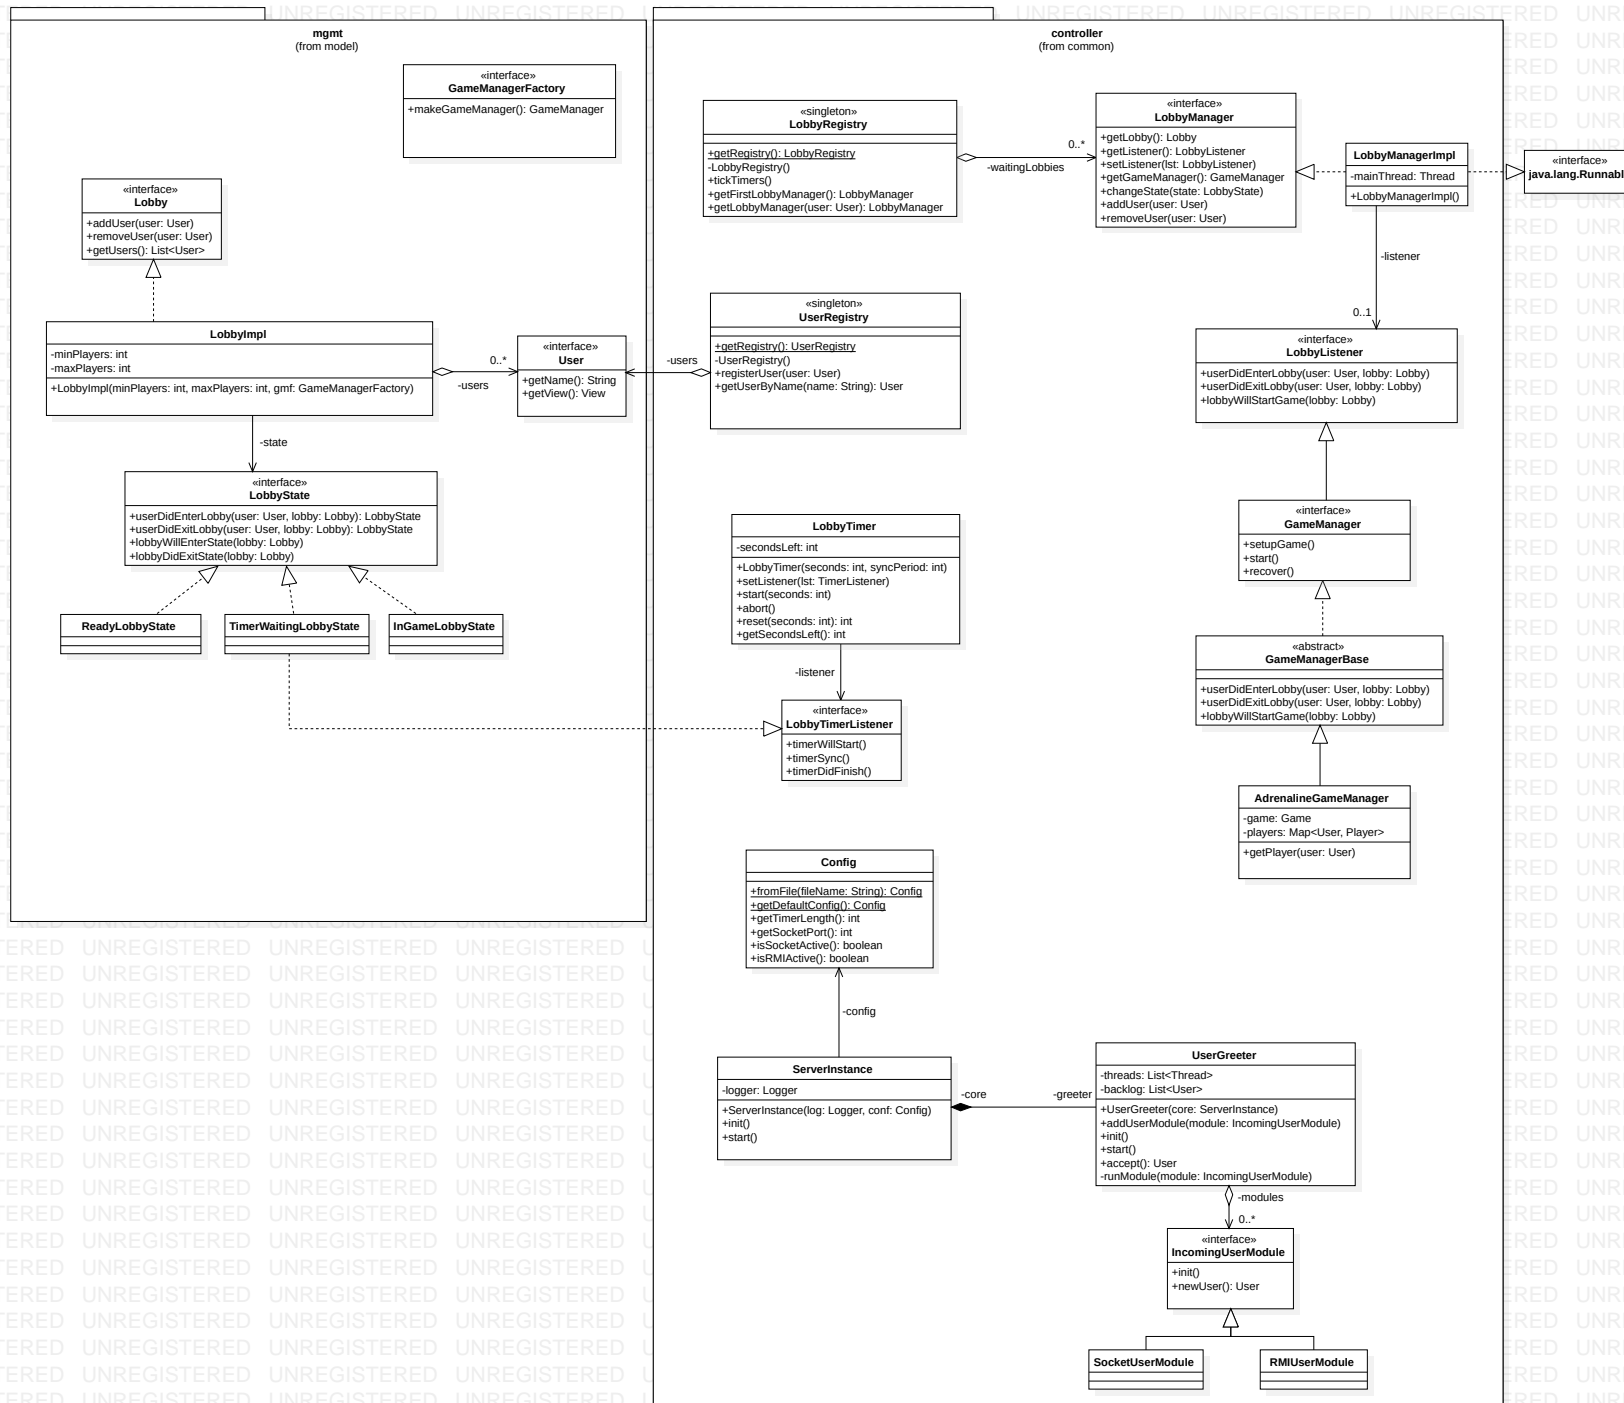 mgmt
(from model)
«interface»
GameManagerFactory
+makeGameManager(): GameManager
«interface»
Lobby
+addUser(user: User)
+removeUser(user: User)
+getUsers(): List<User>
LobbyImpl
-minPlayers: int
-maxPlayers: int
+LobbyImpl(minPlayers: int, maxPlayers: int, gmf: GameManagerFactory)
0..*
-users
«interface»
User
+getName(): String
+getView(): View
-state
«interface»
LobbyState
+userDidEnterLobby(user: User, lobby: Lobby): LobbyState
+userDidExitLobby(user: User, lobby: Lobby): LobbyState
+lobbyWillEnterState(lobby: Lobby)
+lobbyDidExitState(lobby: Lobby)
ReadyLobbyState
TimerWaitingLobbyState
InGameLobbyState
controller
(from common)
«singleton»
LobbyRegistry
+getRegistry(): LobbyRegistry
-LobbyRegistry()
+tickTimers()
+getFirstLobbyManager(): LobbyManager
+getLobbyManager(user: User): LobbyManager
0..*
-waitingLobbies
«interface»
LobbyManager
+getLobby(): Lobby
+getListener(): LobbyListener
+setListener(lst: LobbyListener)
+getGameManager(): GameManager
+changeState(state: LobbyState)
+addUser(user: User)
+removeUser(user: User)
LobbyManagerImpl
-mainThread: Thread
+LobbyManagerImpl()
«interface»
java.lang.Runnabl
-listener
0..1
«singleton»
UserRegistry
+getRegistry(): UserRegistry
-UserRegistry()
+registerUser(user: User)
+getUserByName(name: String): User
-users
«interface»
LobbyListener
+userDidEnterLobby(user: User, lobby: Lobby)
+userDidExitLobby(user: User, lobby: Lobby)
+lobbyWillStartGame(lobby: Lobby)
LobbyTimer
-secondsLeft: int
+LobbyTimer(seconds: int, syncPeriod: int)
+setListener(lst: TimerListener)
+start(seconds: int)
+abort()
+reset(seconds: int): int
+getSecondsLeft(): int
-listener
«interface»
LobbyTimerListener
+timerWillStart()
+timerSync()
+timerDidFinish()
«interface»
GameManager
+setupGame()
+start()
+recover()
«abstract»
GameManagerBase
+userDidEnterLobby(user: User, lobby: Lobby)
+userDidExitLobby(user: User, lobby: Lobby)
+lobbyWillStartGame(lobby: Lobby)
AdrenalineGameManager
-game: Game
-players: Map<User, Player>
+getPlayer(user: User)
Config
+fromFile(fileName: String): Config
+getDefaultConfig(): Config
+getTimerLength(): int
+getSocketPort(): int
+isSocketActive(): boolean
+isRMIActive(): boolean
-config
ServerInstance
-logger: Logger
+ServerInstance(log: Logger, conf: Config)
+init()
+start()
-core
-greeter
UserGreeter
-threads: List<Thread>
-backlog: List<User>
+UserGreeter(core: ServerInstance)
+addUserModule(module: IncomingUserModule)
+init()
+start()
+accept(): User
-runModule(module: IncomingUserModule)
-modules
0..*
«interface»
IncomingUserModule
+init()
+newUser(): User
SocketUserModule
RMIUserModule
UNREGISTERED